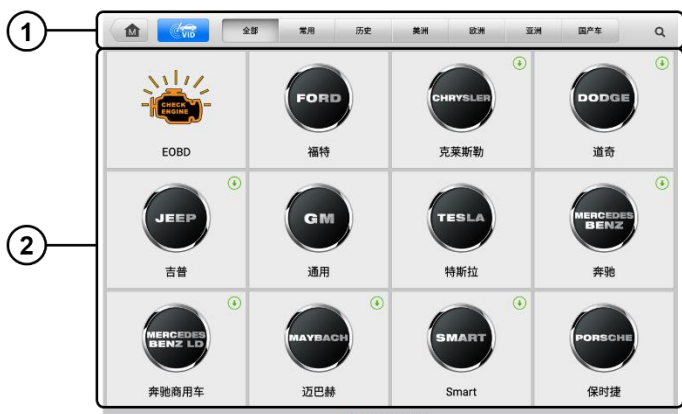 1
M
VID
全部 常用 历史 美洲 欧洲 亚洲 国产车
2
CHECK
ENGINE
EOBD
FORD
福特
CHRYSLER
克莱斯勒
DODGE
道奇
JEEP
吉普
GM
通用
TESLA
特斯拉
MERCEDES
BENZ
奔驰
MERCEDES
BENZ LD
奔驰商用车
MAYBACH
迈巴赫
SMART
Smart
PORSCHE
保时捷